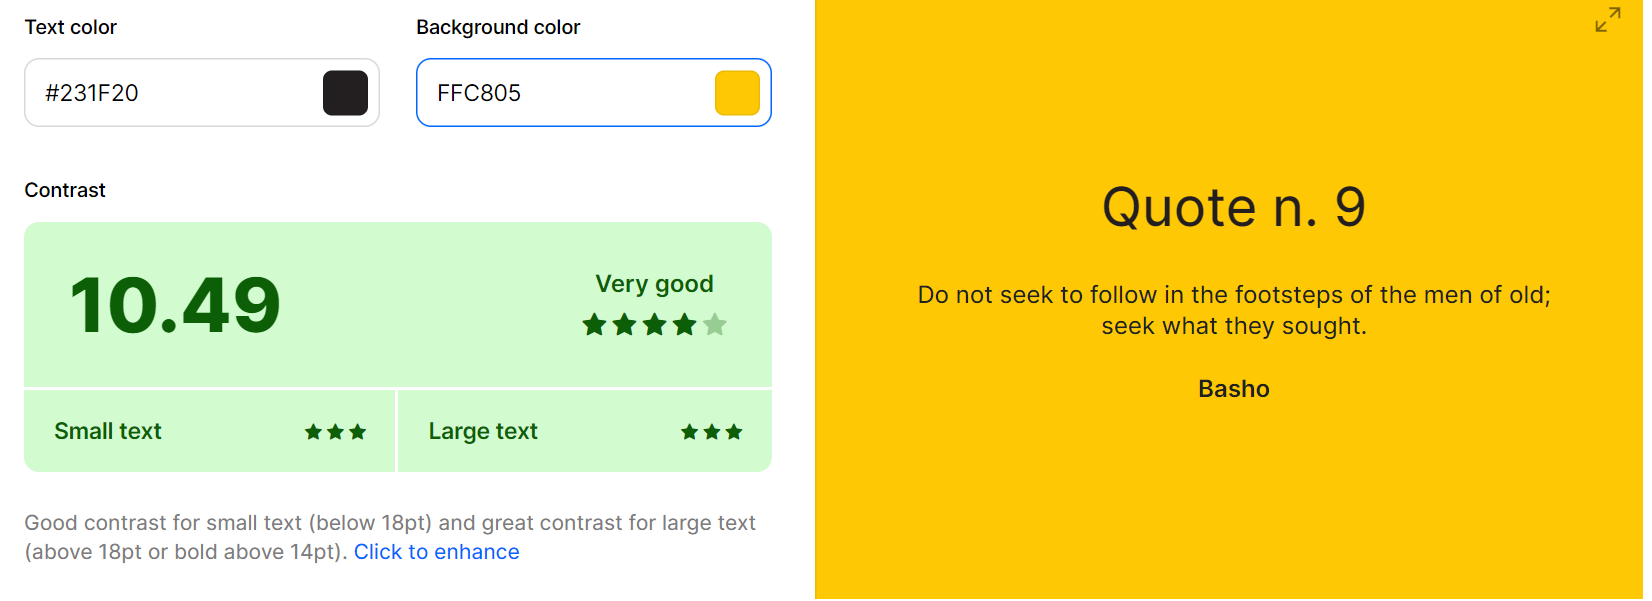 Text color
Background color
#231F20
FFC805
Contrast
10.49
Very good
Small text
Large text
Good contrast for small text (below 18pt) and great contrast for large text
(above 18pt or bold above 14pt). Click to enhance
Quote n. 9
Do not seek to follow in the footsteps of the men of old;
seek what they sought.
Basho